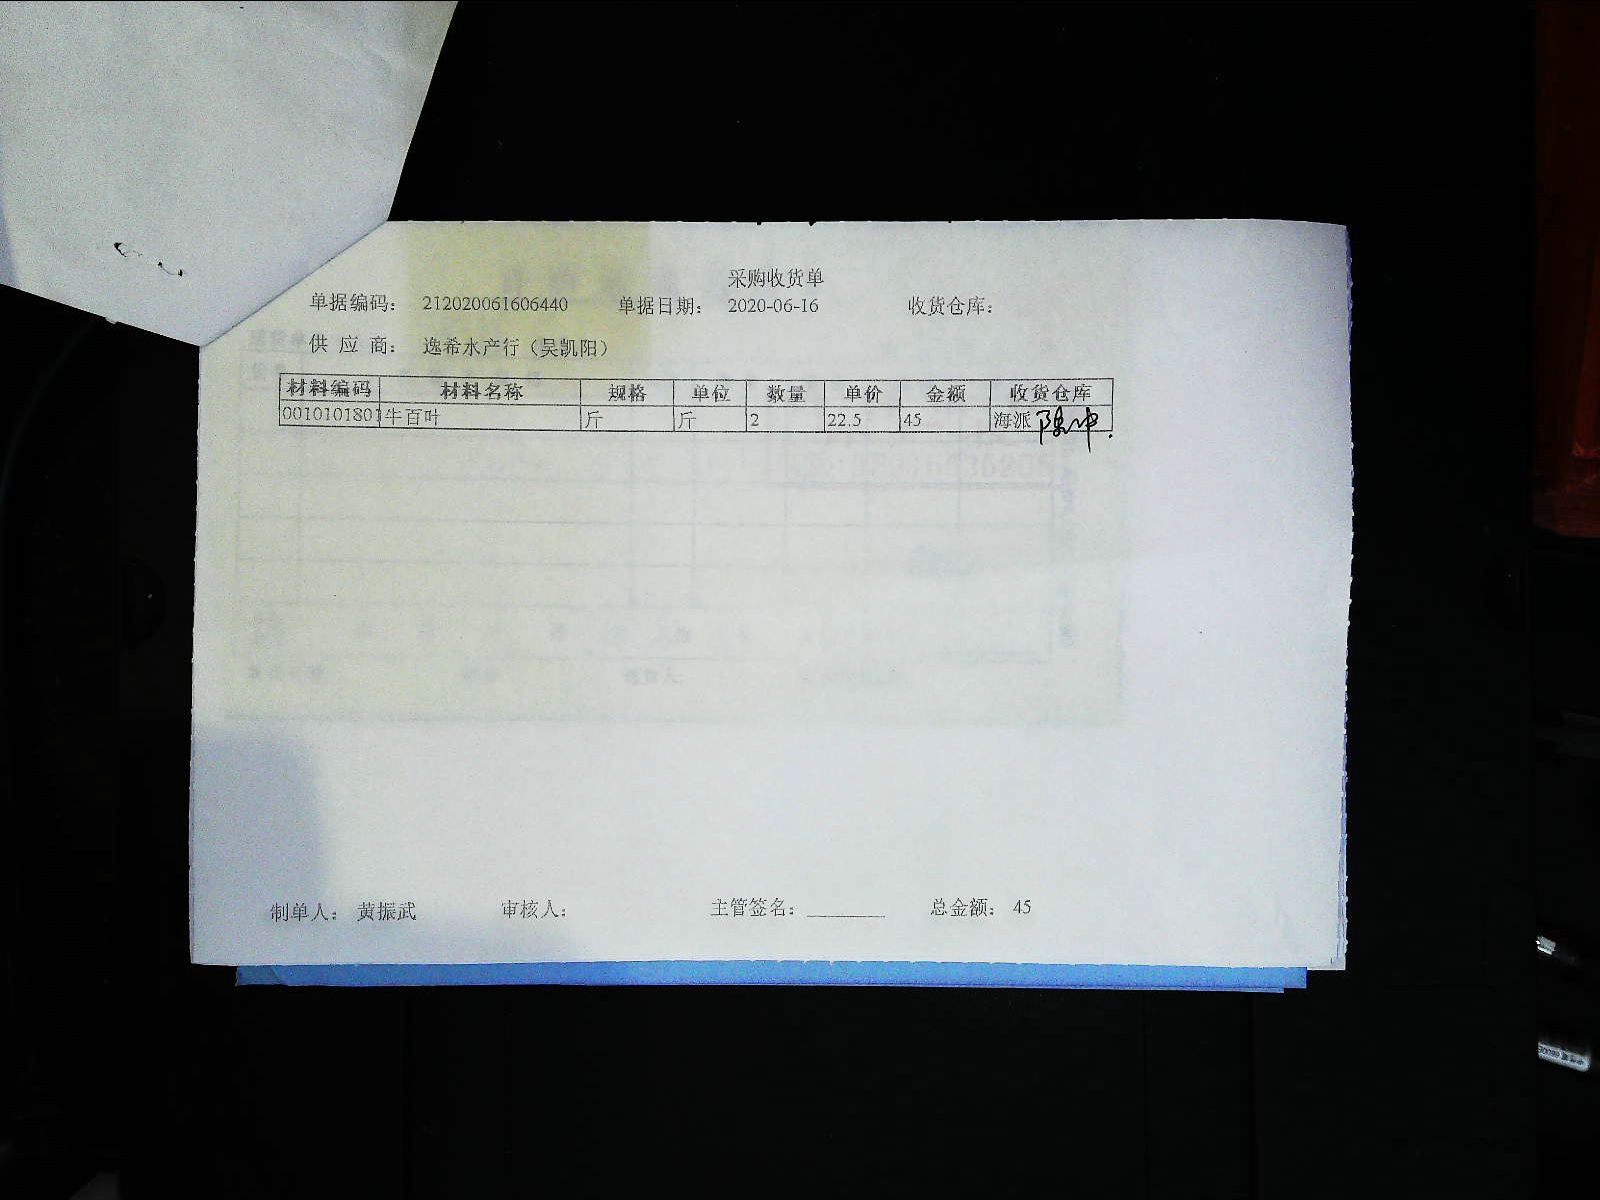 采购收货单
单据编码: 212020061606440 单据日期: 2020-06-16 收货仓库:
供 应 商: 逸希水产行（吴凯阳）
材料编码 材料名称 规格 单位 数量 单价 金额 收货仓库
0010101801 牛百叶 斤 斤 2 22.5 45 海派
制单人: 黄振武 审核人: 主管签名: ________ 总金额: 45